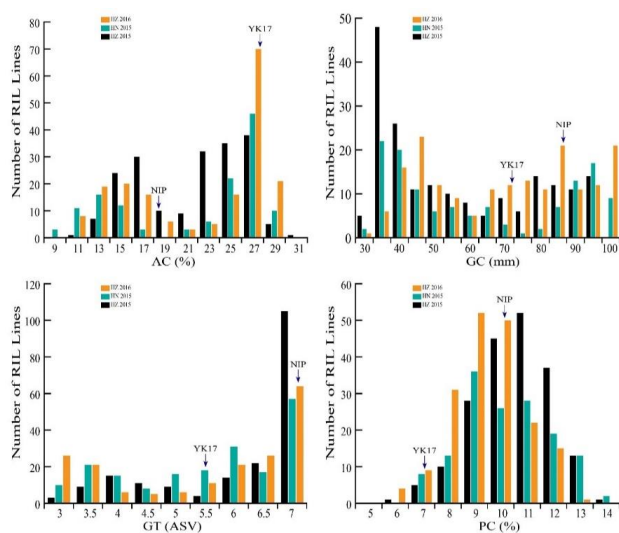 HZ 2016
HN 2015
HZ 2015
YK17
NIP
Number of RIL Lines
80
70
60
50
40
30
20
10
0
9 11 13 15 17 19 21 23 25 27 29 31
AC (%)
HZ 2016
HN 2015
HZ 2015
NIP
YK17
Number of RIL Lines
50
40
30
20
10
0
30 40 50 60 70 80 90 100
GC (mm)
HZ 2016
HN 2015
HZ 2015
NIP
YK17
Number of RIL Lines
120
100
80
60
40
20
0
3 3.5 4 4.5 5 5.5 6 6.5 7
GT (ASV)
HZ 2016
HN 2015
HZ 2015
NIP
YK17
Number of RIL Lines
60
50
40
30
20
10
0
5 6 7 8 9 10 11 12 13 14
PC (%)